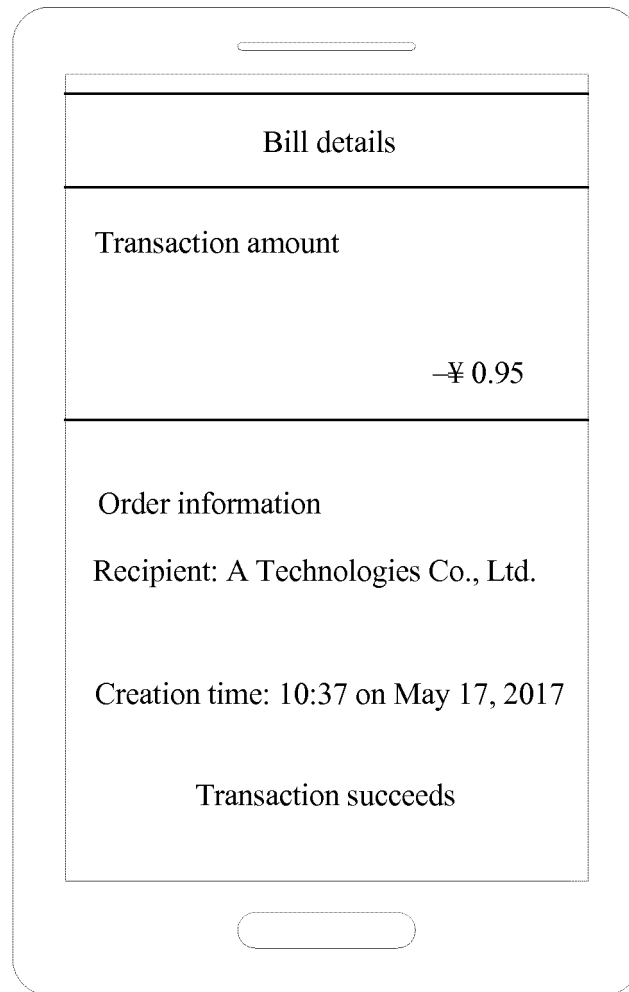 Bill details
Transaction amount
–¥ 0.95
Order information
Recipient: A Technologies Co., Ltd.
Creation time: 10:37 on May 17, 2017
Transaction succeeds